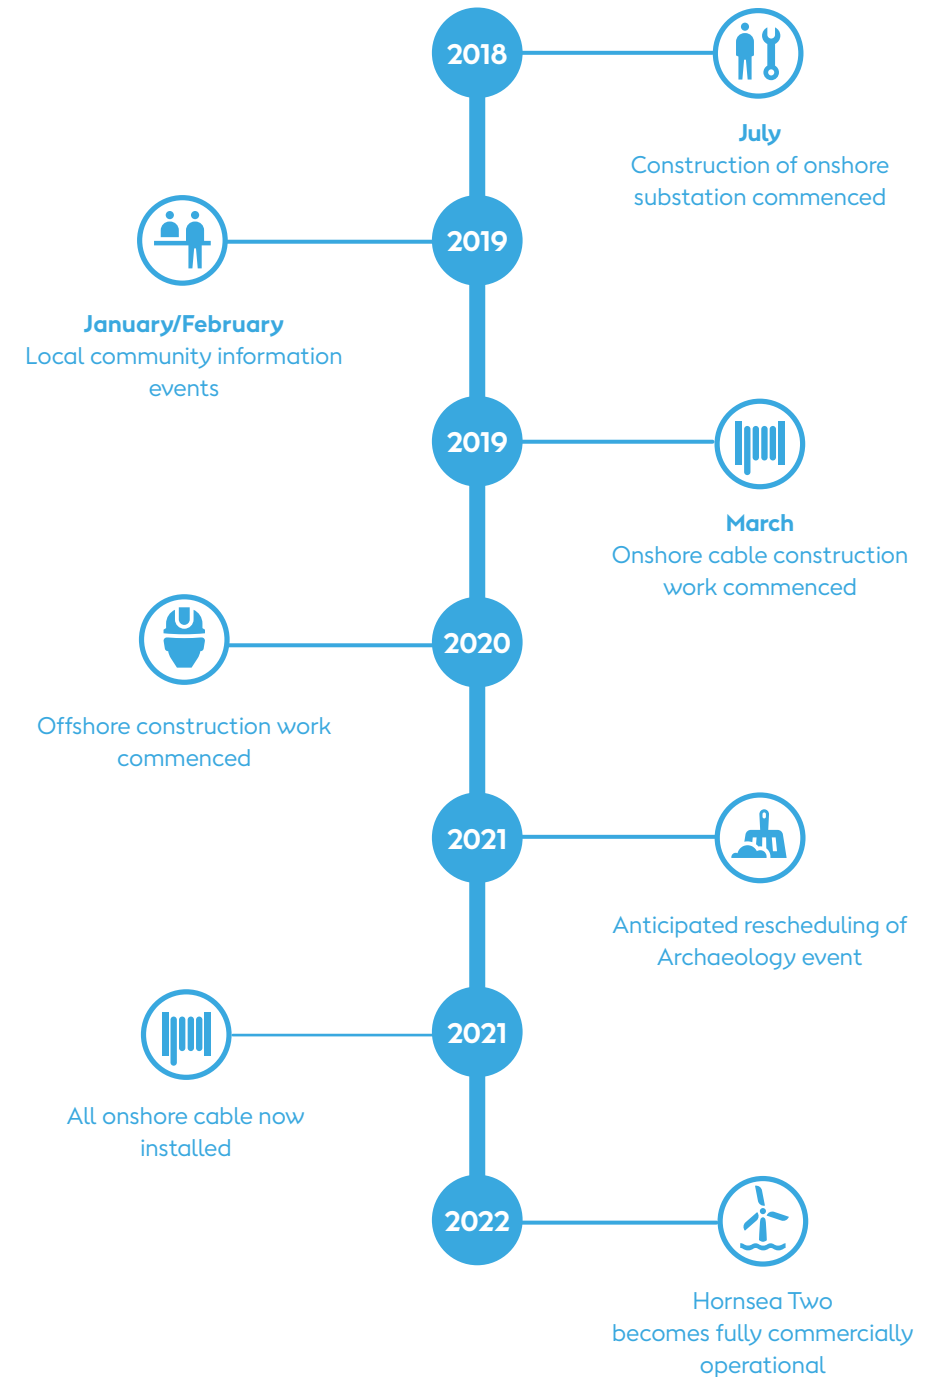 2018
July
Construction of onshore
substation commenced
2019
January/February
Local community information
events
2019
March
Onshore cable construction
work commenced
2020
Offshore construction work
commenced
2021
Anticipated rescheduling of
Archaeology event
2021
All onshore cable now
installed
2022
Hornsea Two
becomes fully commercially
operational